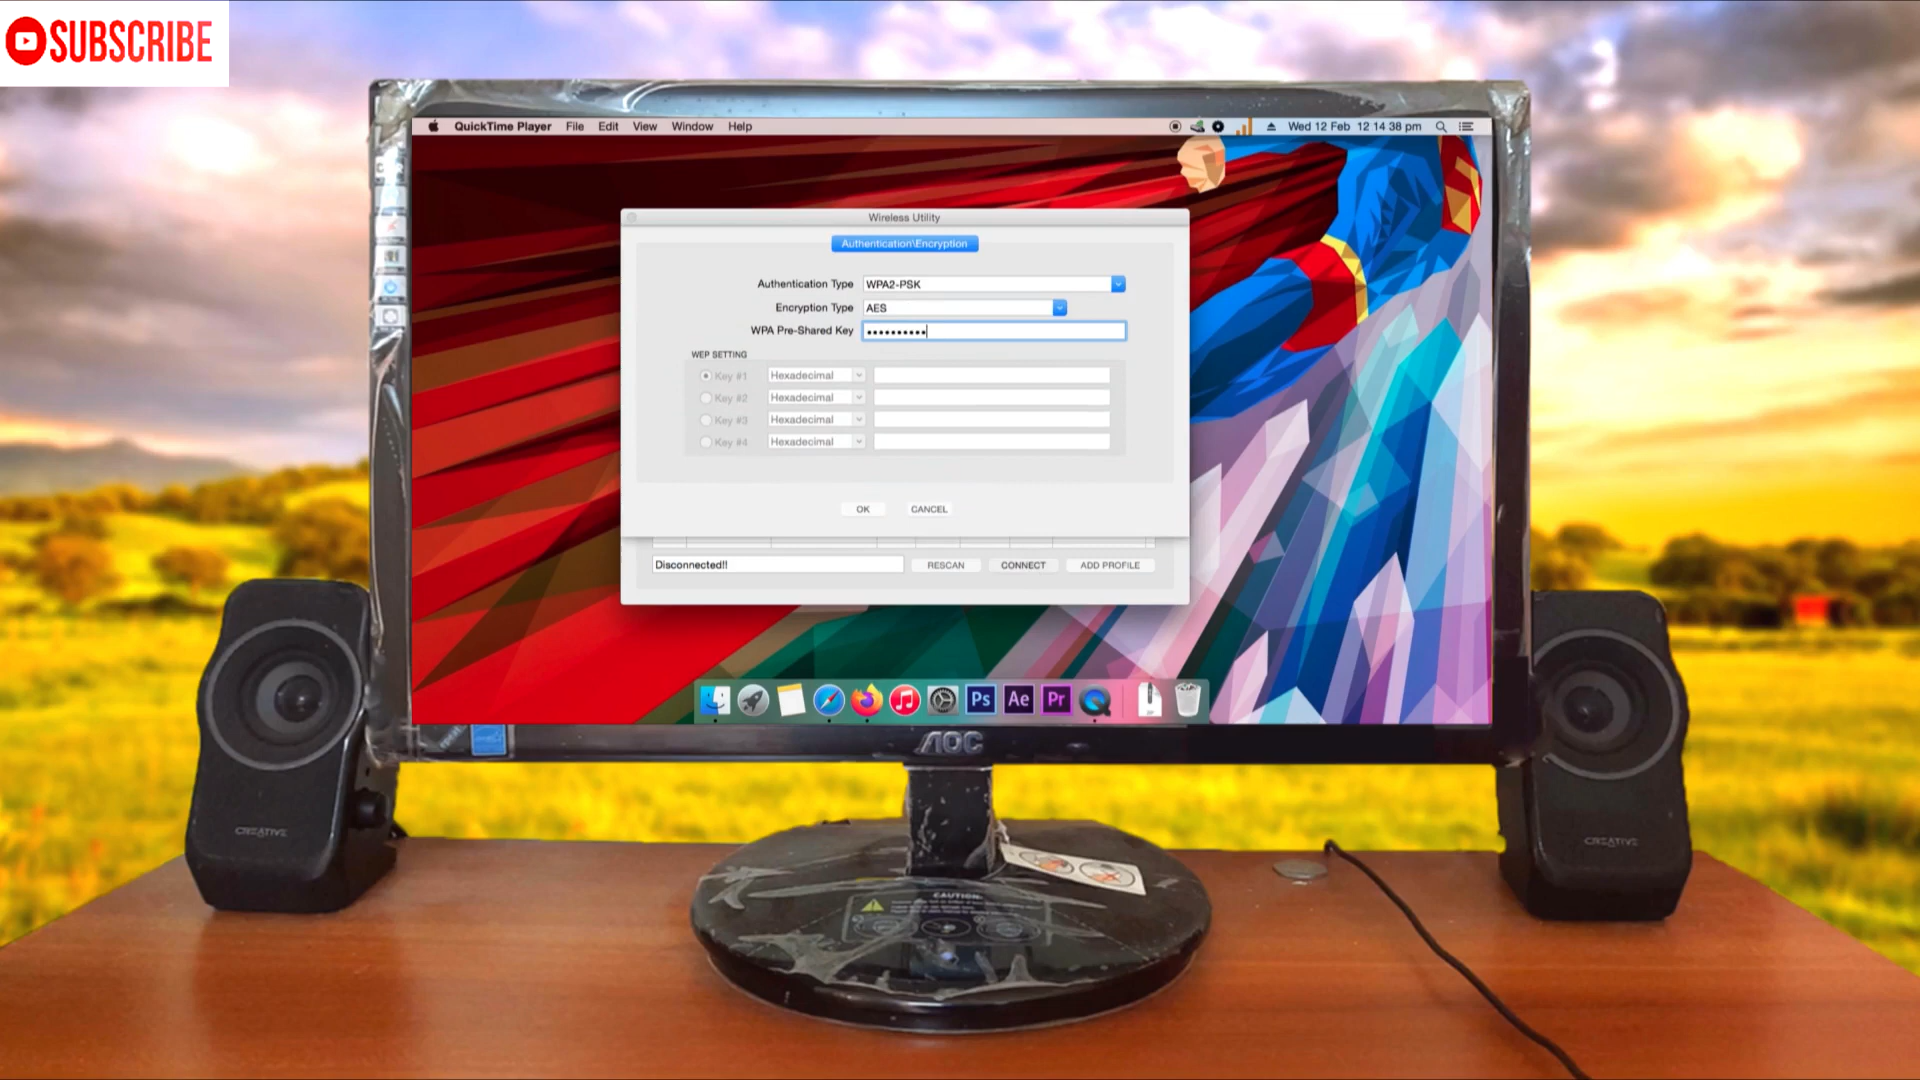 SUBSCRIBE
QuickTime Player File Edit View Window Help
Wed 12 Feb 12 14 38 pm
Wireless Utility
Authentication\Encryption
Authentication Type WPA2-PSK
Encryption Type AES
WPA Pre-Shared Key ••••••••••
WEP SETTING
Key #1 Hexadecimal
Key #2 Hexadecimal
Key #3 Hexadecimal
Key #4 Hexadecimal
OK CANCEL
Disconnected!! RESCAN CONNECT ADD PROFILE
Ps Ae Pr
AOC
CREATIVE
CREATIVE
CAUTION: